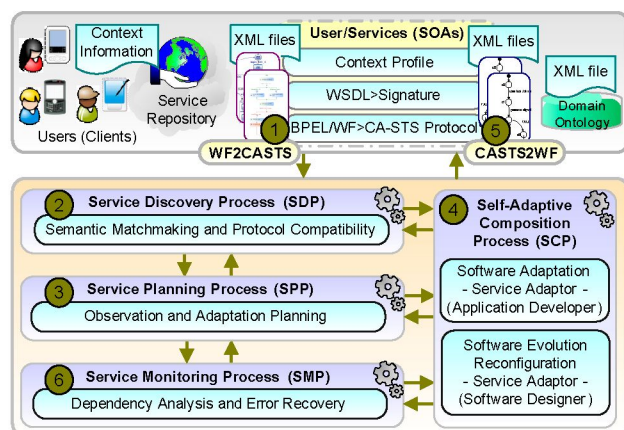 Context
Information
Users (Clients)
Service
Repository
XML files
User/Services (SOAs)
XML files
Context Profile
WSDL>Signature
BPEL/WF>CA-STS Protocol
1
5
WF2CASTS
CASTS2WF
XML file
Domain
Ontology
2
Service Discovery Process (SDP)
Semantic Matchmaking and Protocol Compatibility
3
Service Planning Process (SPP)
Observation and Adaptation Planning
6
Service Monitoring Process (SMP)
Dependency Analysis and Error Recovery
4
Self-Adaptive
Composition
Process (SCP)
Software Adaptation
- Service Adaptor -
(Application Developer)
Software Evolution
Reconfiguration
- Service Adaptor -
(Software Designer)